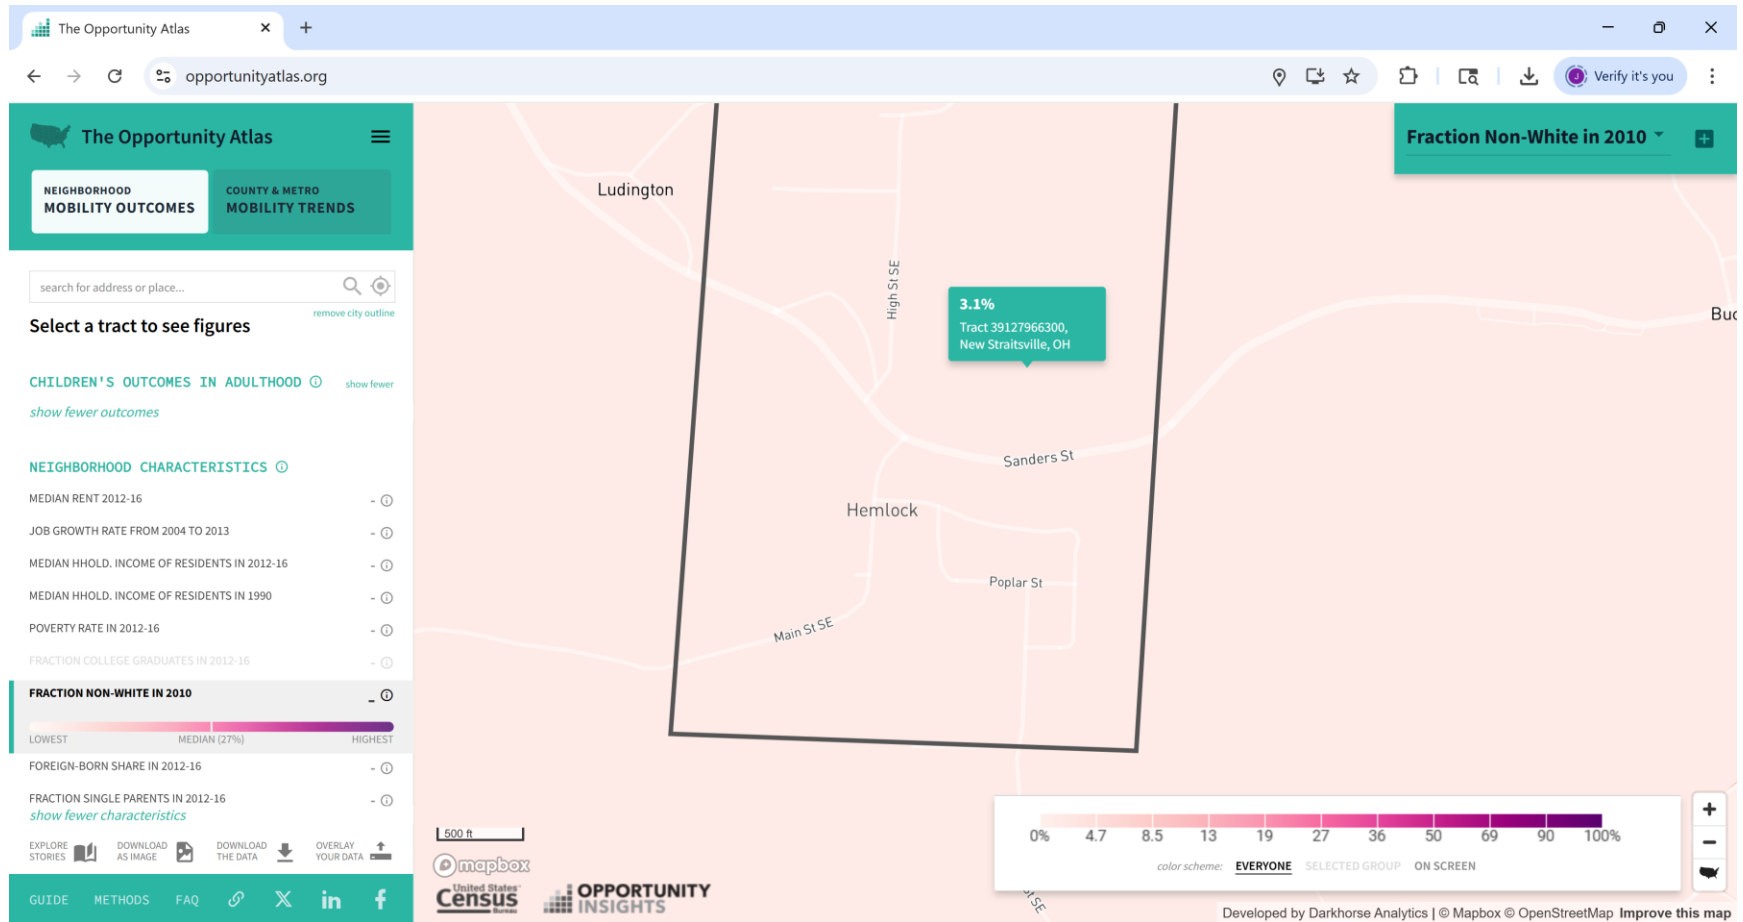 The Opportunity Atlas
opportunityatlas.org
Verify it's you
The Opportunity Atlas
NEIGHBORHOOD
MOBILITY OUTCOMES
COUNTY & METRO
MOBILITY TRENDS
search for address or place...
remove city outline
Select a tract to see figures
CHILDREN'S OUTCOMES IN ADULTHOOD
show fewer
show fewer outcomes
NEIGHBORHOOD CHARACTERISTICS
MEDIAN RENT 2012-16 -
JOB GROWTH RATE FROM 2004 TO 2013 -
MEDIAN HHOLD. INCOME OF RESIDENTS IN 2012-16 -
MEDIAN HHOLD. INCOME OF RESIDENTS IN 1990 -
POVERTY RATE IN 2012-16 -
FRACTION COLLEGE GRADUATES IN 2012-16 -
FRACTION NON-WHITE IN 2010 -
LOWEST MEDIAN (27%) HIGHEST
FOREIGN-BORN SHARE IN 2012-16 -
FRACTION SINGLE PARENTS IN 2012-16 -
show fewer characteristics
EXPLORE
STORIES
DOWNLOAD
AS IMAGE
DOWNLOAD
THE DATA
OVERLAY
YOUR DATA
GUIDE METHODS FAQ
Fraction Non-White in 2010
Ludington
High St SE
3.1%
Tract 39127966300,
New Straitsville, OH
Buc
Sanders St
Hemlock
Poplar St
Main St SE
500 ft
mapbox
United States®
Census
Bureau
OPPORTUNITY
INSIGHTS
0% 4.7 8.5 13 19 27 36 50 69 90 100%
color scheme: EVERYONE SELECTED GROUP ON SCREEN
St SE
Developed by Darkhorse Analytics | © Mapbox © OpenStreetMap Improve this map